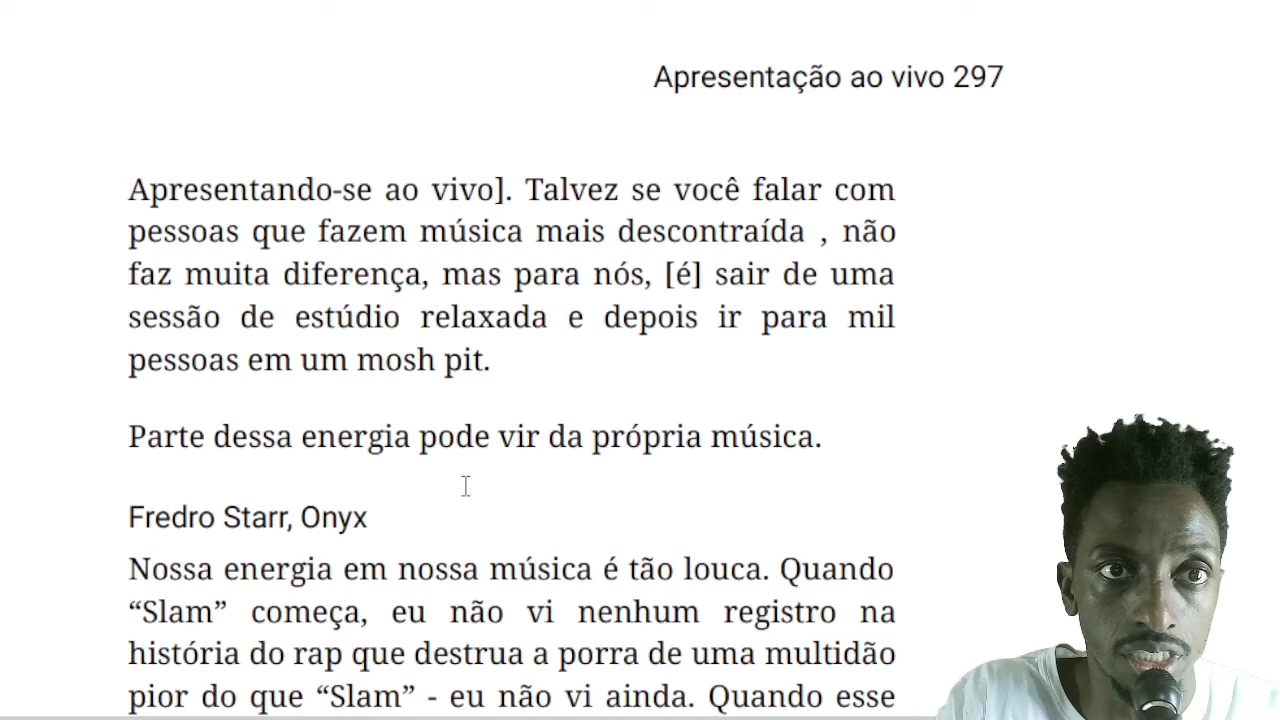 Apresentação ao vivo 297
Apresentando-se ao vivo]. Talvez se você falar com
pessoas que fazem música mais descontraída , não
faz muita diferença, mas para nós, [é] sair de uma
sessão de estúdio relaxada e depois ir para mil
pessoas em um mosh pit.
Parte dessa energia pode vir da própria música.
Fredro Starr, Onyx
Nossa energia em nossa música é tão louca. Quando
“Slam” começa, eu não vi nenhum registro na
história do rap que destrua a porra de uma multidão
pior do que “Slam” - eu não vi ainda. Quando esse